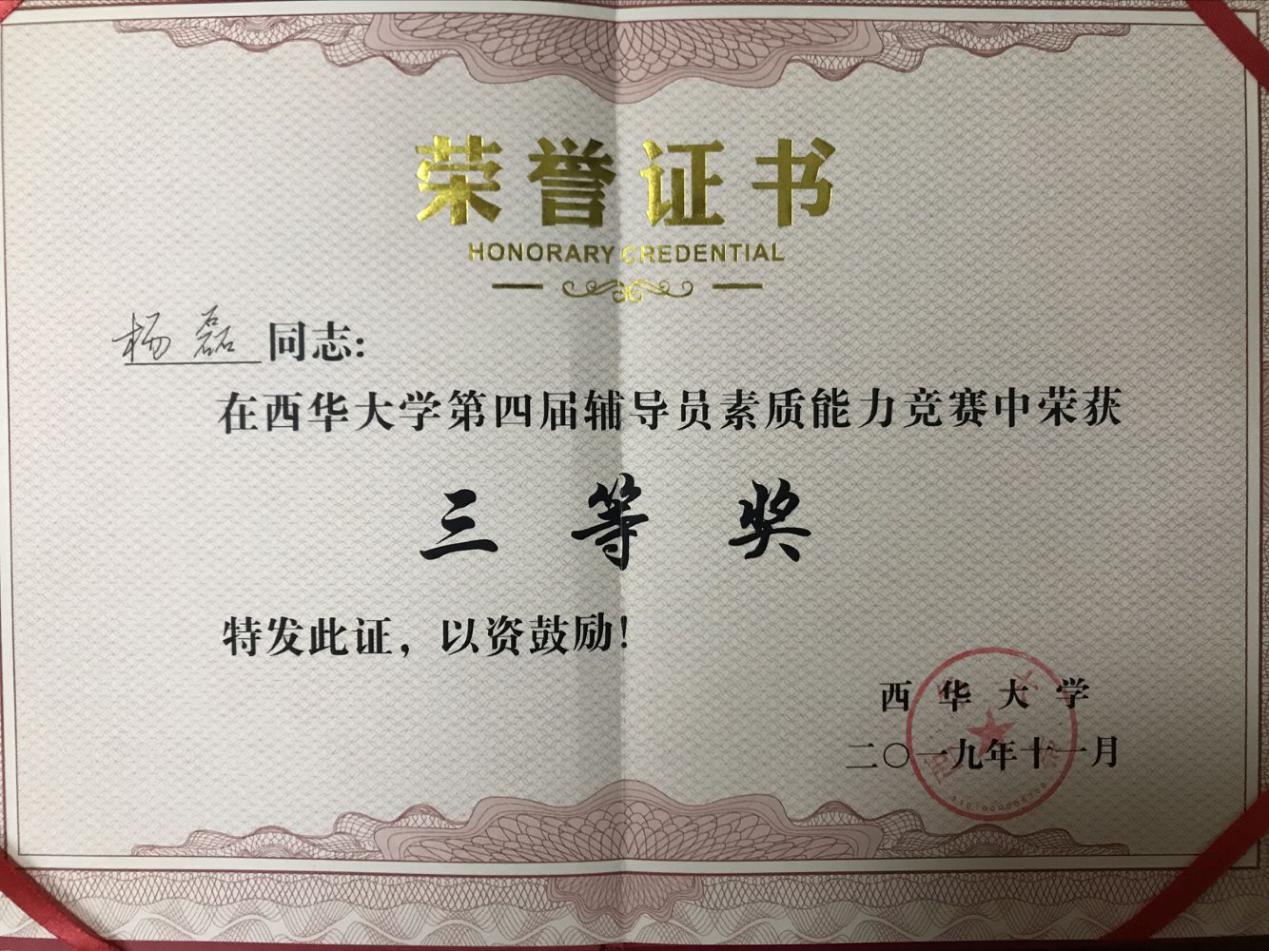 荣誉证书
HONORARY CREDENTIAL
杨磊同志:
在西华大学第四届辅导员素质能力竞赛中荣获
三等奖
特发此证，以资鼓励!
西华大学
二〇一九年十一月